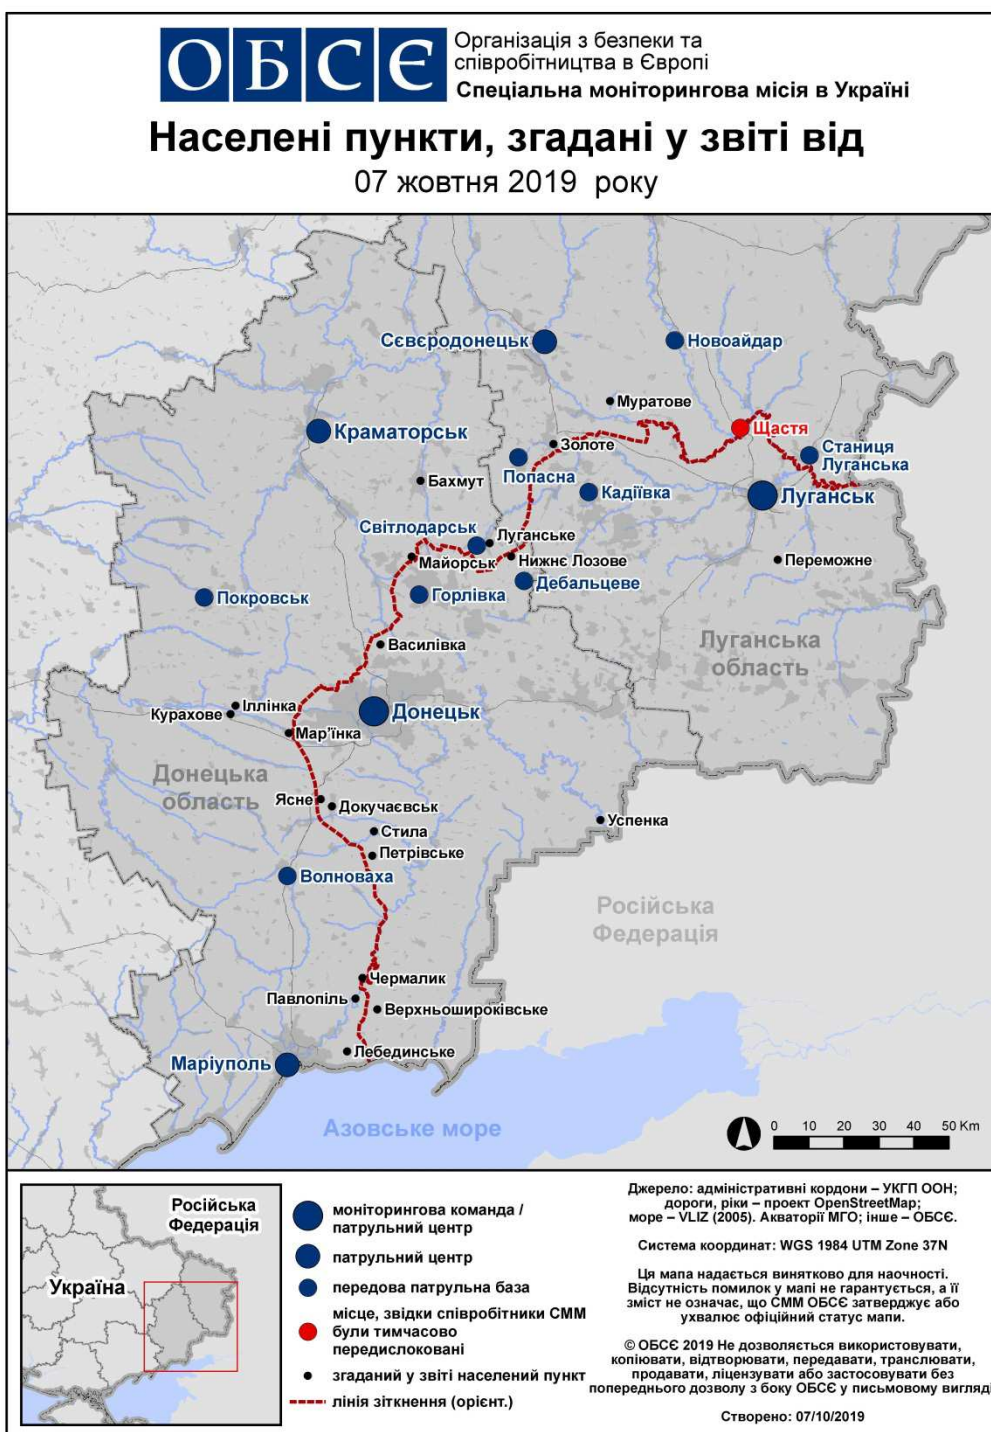 ОБСЄ
Організація з безпеки та
співробітництва в Європі
Спеціальна моніторингова місія в Україні
Населені пункти, згадані у звіті від
07 жовтня 2019 року
Сєвєродонецьк
Новоайдар
Муратове
Щастя
Краматорськ
Золоте
Станиця
Луганська
Попасна
Бахмут
Кадіївка
Луганськ
Світлодарськ
Луганське
Майорськ
Нижнє Лозове
Переможне
Дебальцеве
Горлівка
Покровськ
Василівка
Луганська
область
Іллінка
Курахове
Донецьк
Мар'їнка
Донецька
область
Ясне
Докучаєвськ
Стила
Успенка
Петрівське
Волноваха
Російська
Федерація
Чермалик
Павлопіль
Верхньошироківське
Лебединське
Маріуполь
Азовське море
0 10 20 30 40 50 Km
Російська
Федерація
Україна
моніторингова команда /
патрульний центр
патрульний центр
передова патрульна база
місце, звідки співробітники СММ
були тимчасово
передислоковані
згаданий у звіті населений пункт
лінія зіткнення (орієнт.)
Джерело: адміністративні кордони – УКГП ООН;
дороги, ріки – проект OpenStreetMap;
море – VLIZ (2005). Акваторії МГО; інше – ОБСЄ.
Система координат: WGS 1984 UTM Zone 37N
Ця мапа надається винятково для наочності.
Відсутність помилок у мапі не гарантується, а її
зміст не означає, що СММ ОБСЄ затверджує або
ухвалює офіційний статус мапи.
© ОБСЄ 2019 Не дозволяється використовувати,
копіювати, відтворювати, передавати, транслювати,
продавати, ліцензувати або застосовувати без
попереднього дозволу з боку ОБСЄ у письмовому вигляді
Створено: 07/10/2019